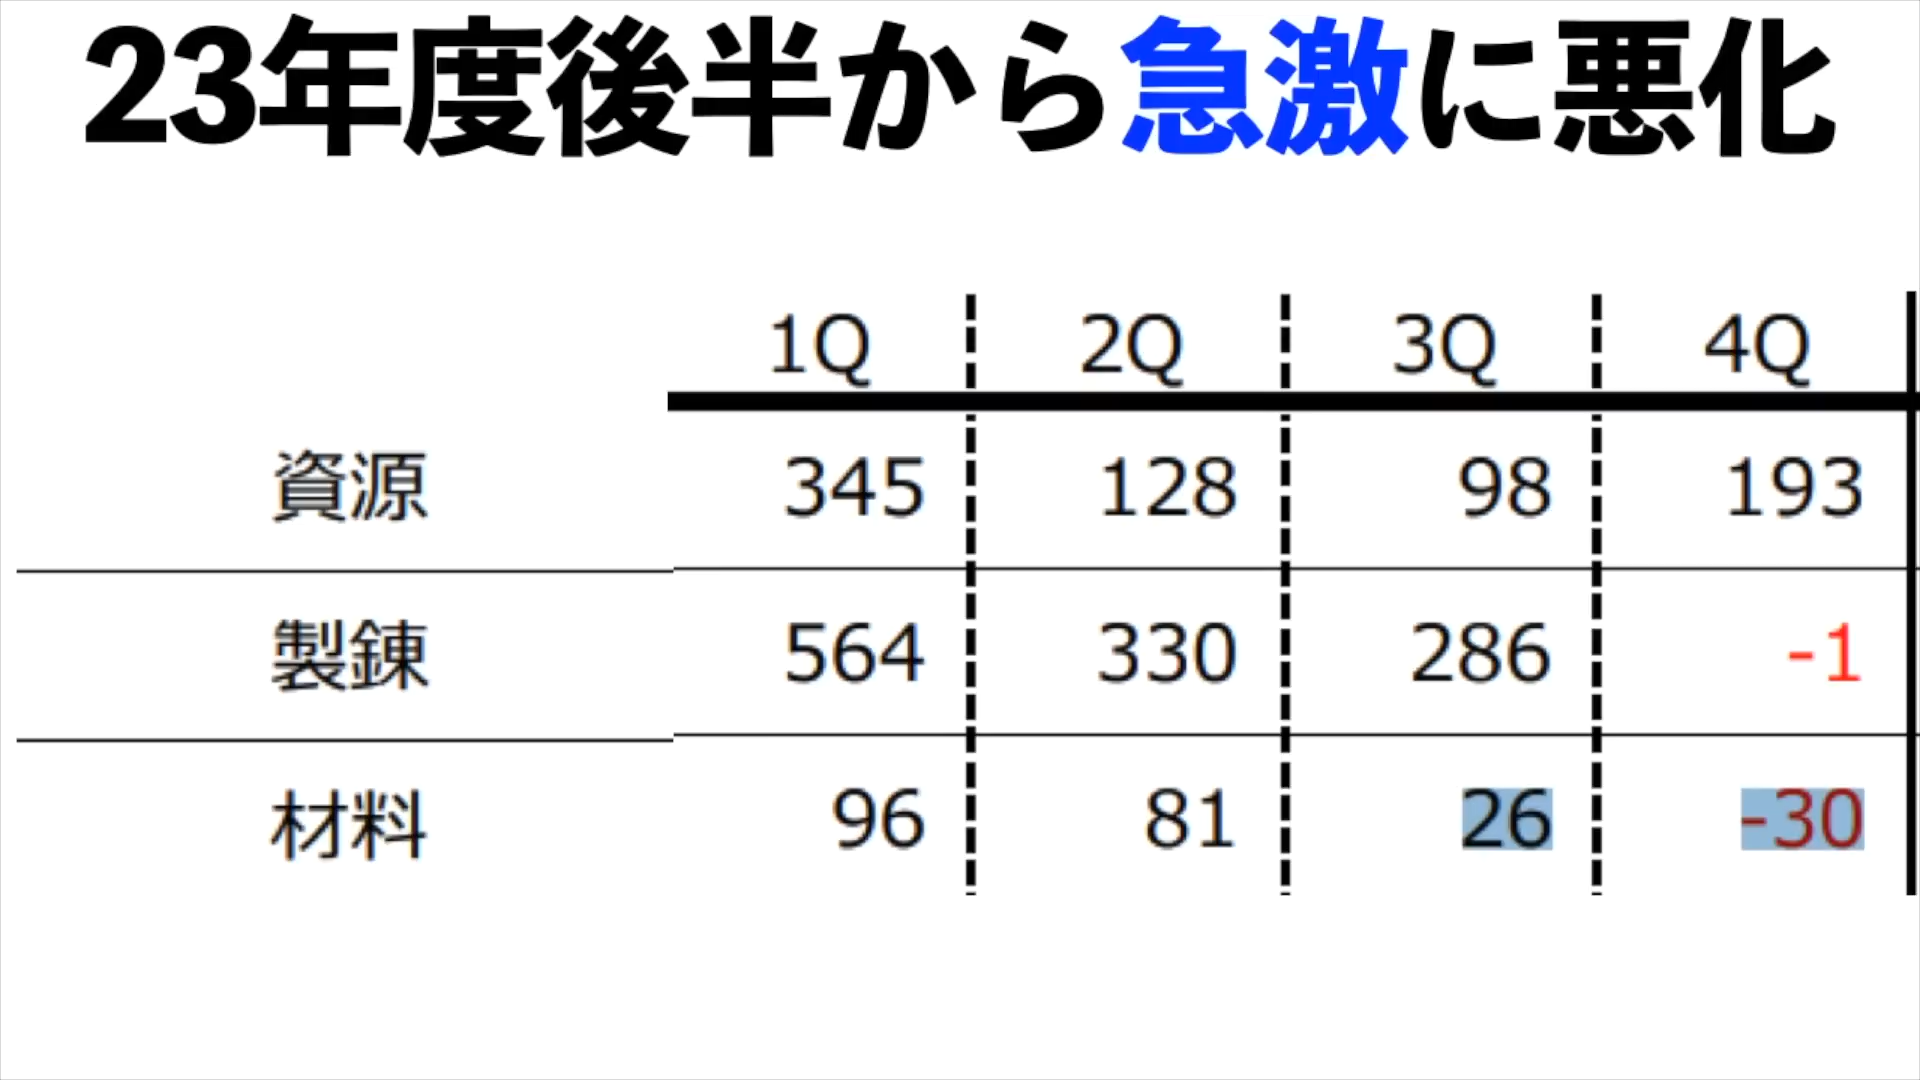 23年度後半から急激に悪化
1Q 2Q 3Q 4Q
資源 345 128 98 193
製錬 564 330 286 -1
材料 96 81 26 -30